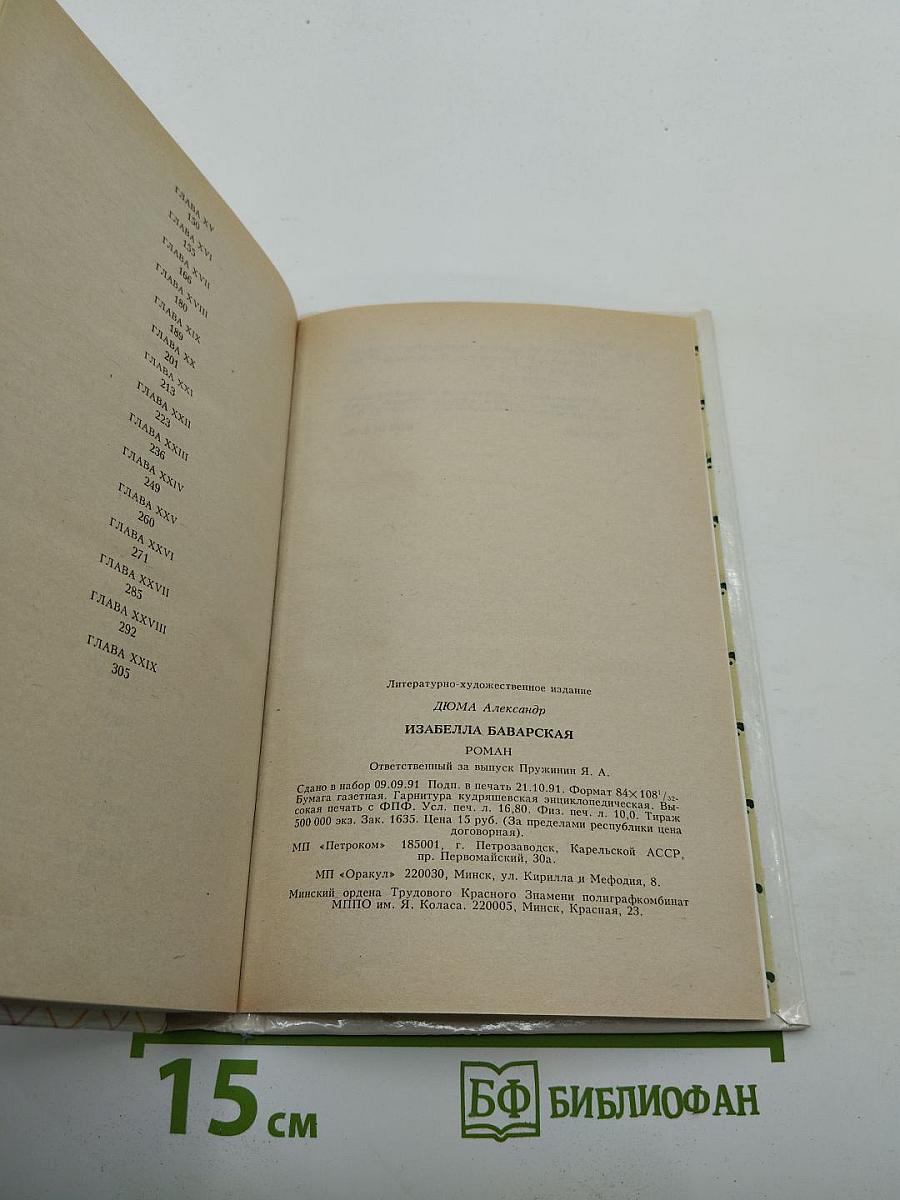 ГЛАВА XV
150
ГЛАВА XVI
155
ГЛАВА XVII
166
ГЛАВА XVIII
180
ГЛАВА XIX
189
ГЛАВА XX
201
ГЛАВА XXI
213
ГЛАВА XXII
223
ГЛАВА XXIII
236
ГЛАВА XXIV
249
ГЛАВА XXV
260
ГЛАВА XXVI
271
ГЛАВА XXVII
285
ГЛАВА XXVIII
292
ГЛАВА XXIX
305
Литературно-художественное издание
ДЮМА Александр
ИЗАБЕЛЛА БАВАРСКАЯ
РОМАН
Ответственный за выпуск Пружинин Я. А.
Сдано в набор 09.09.91 Подп. в печать 21.10.91. Формат 84×108¹/₃₂.
Бумага газетная. Гарнитура кудряшевская энциклопедическая. Вы-
сокая печать с ФПФ. Усл. печ. л. 16,80. Физ. печ. л. 10,0. Тираж
500 000 экз. Зак. 1635. Цена 15 руб. (За пределами республики цена
договорная).
МП «Петроком» 185001, г. Петрозаводск, Карельской АССР,
пр. Первомайский, 30а.
МП «Оракул» 220030, Минск, ул. Кирилла и Мефодия, 8.
Минский ордена Трудового Красного Знамени полиграфкомбинат
МППО им. Я. Коласа. 220005, Минск, Красная, 23.
15 см
БФ БИБЛИОФАН